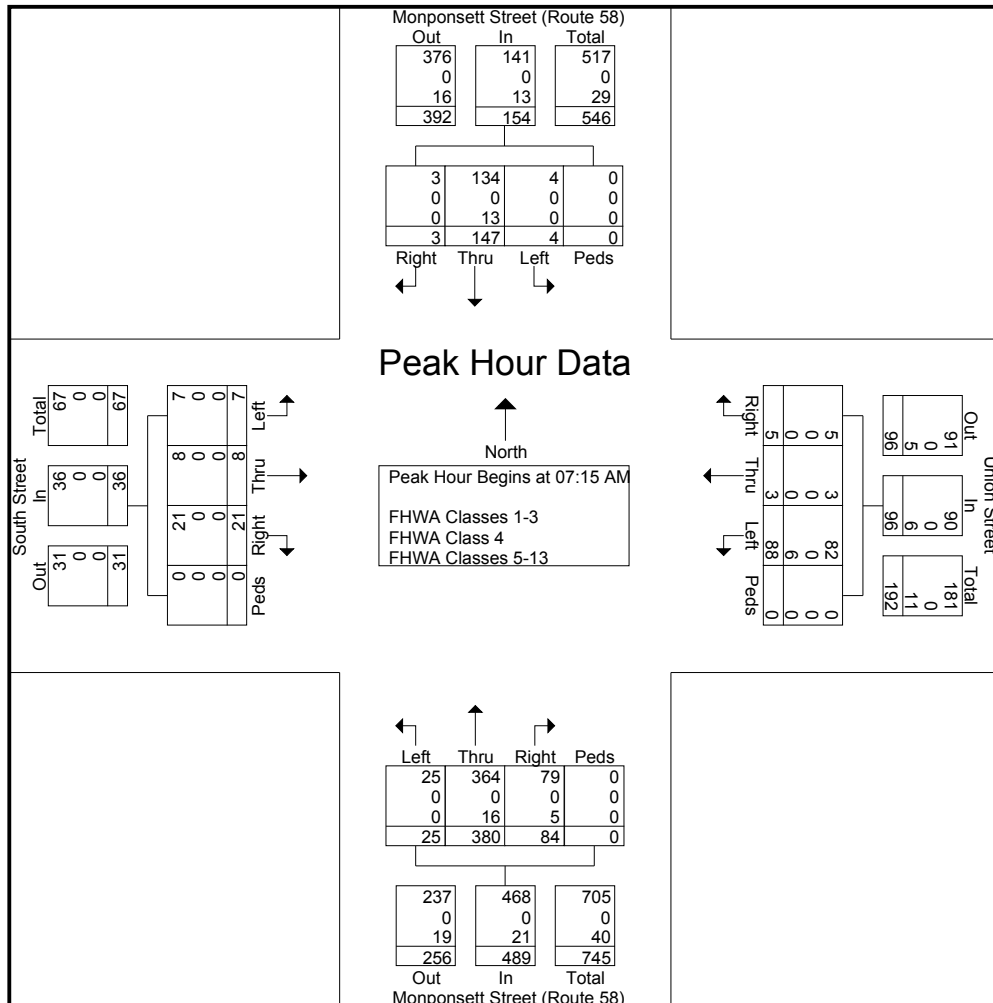 Monponsett Street (Route 58)
Out In Total
376 141 517
0 0 0
16 13 29
392 154 546
3 134 4 0
0 0 0 0
0 13 0 0
3 147 4 0
Right Thru Left Peds
Peak Hour Data
North
Peak Hour Begins at 07:15 AM
FHWA Classes 1-3
FHWA Class 4
FHWA Classes 5-13
South Street
Out In Total
31 36 67
0 0 0
0 0 0
31 36 67
Peds Right Thru Left
0 21 8 7
0 0 0 0
0 0 0 0
0 21 8 7
Union Street
Out In Total
91 90 181
0 0 0
5 6 11
96 96 192
Right Thru Left Peds
5 3 82 0
0 0 0 0
0 0 6 0
5 3 88 0
Left Thru Right Peds
25 364 79 0
0 0 0 0
0 16 5 0
25 380 84 0
237 468 705
0 0 0
19 21 40
256 489 745
Out In Total
Monponsett Street (Route 58)